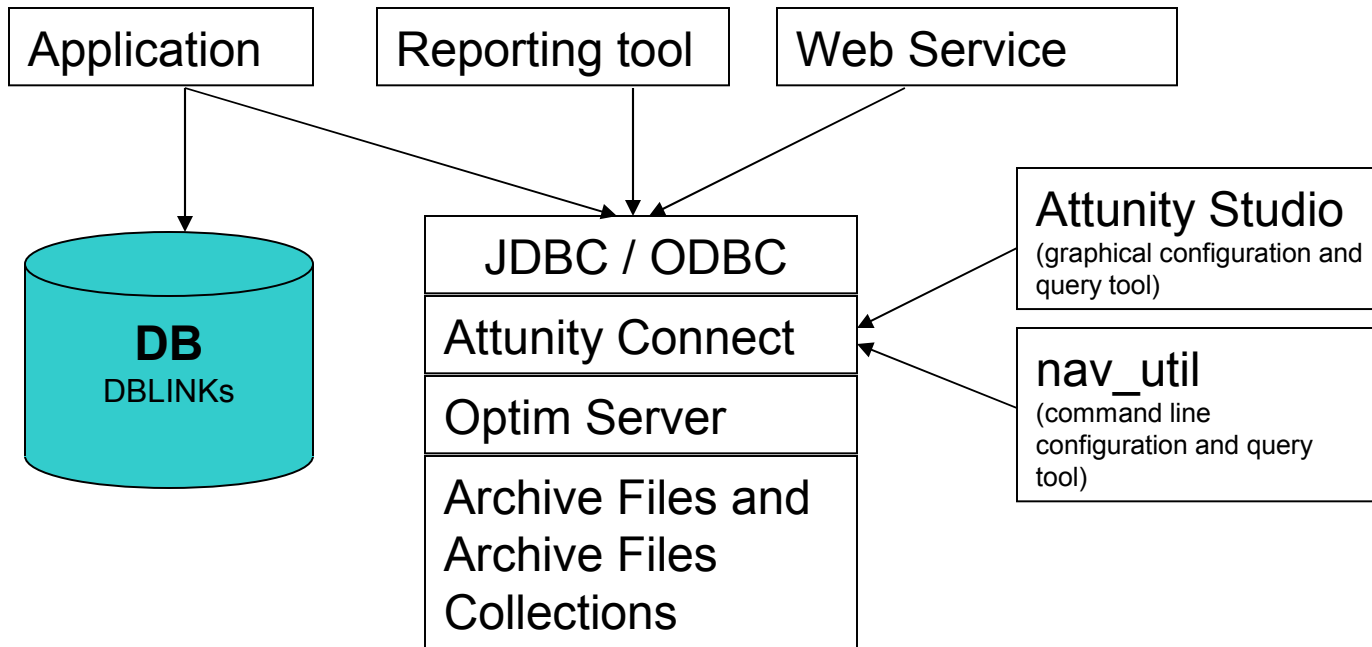 Application
Reporting tool
Web Service
JDBC / ODBC
Attunity Connect
Optim Server
Archive Files and
Archive Files
Collections
DB
DBLINKs
Attunity Studio
(graphical configuration and
query tool)
nav_util
(command line
configuration and query
tool)